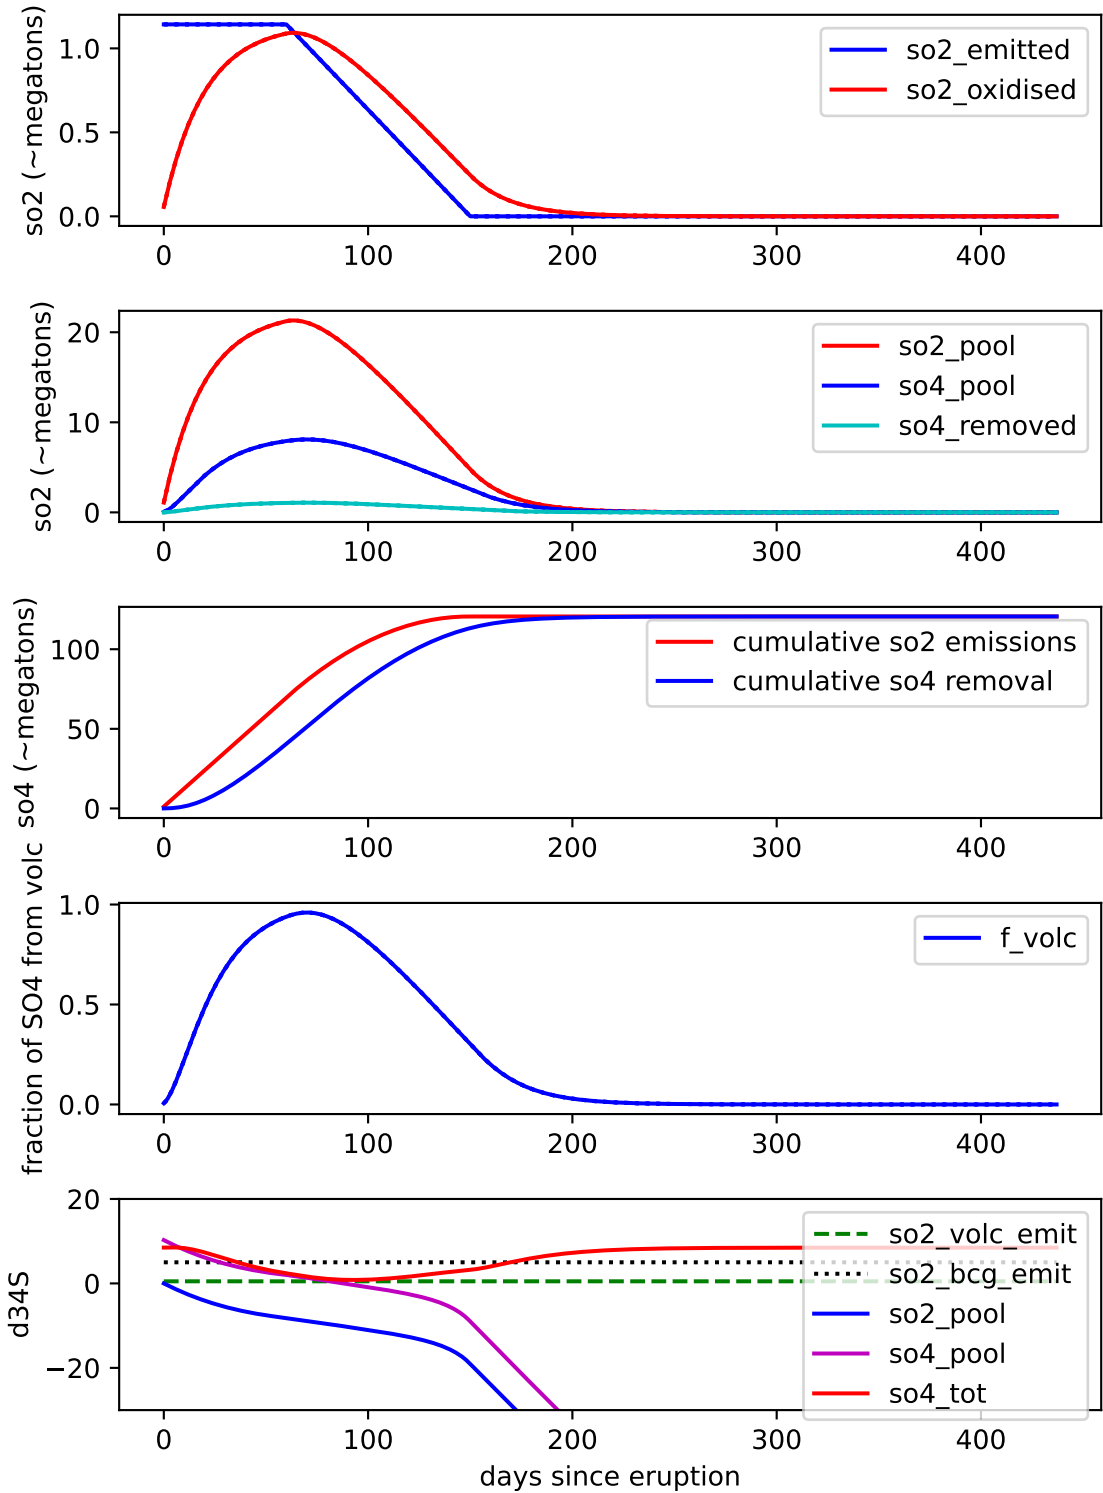 so2 (~megatons)
1.0
0.5
0.0
so2_emitted
so2_oxidised
0 100 200 300 400
so2 (~megatons)
20
10
0
so2_pool
so4_pool
so4_removed
0 100 200 300 400
so4 (~megatons)
100
50
0
cumulative so2 emissions
cumulative so4 removal
0 100 200 300 400
fraction of SO4 from volc
1.0
0.5
0.0
f_volc
0 100 200 300 400
d34S
20
0
−20
so2_volc_emit
so2_bcg_emit
so2_pool
so4_pool
so4_tot
0 100 200 300 400
days since eruption